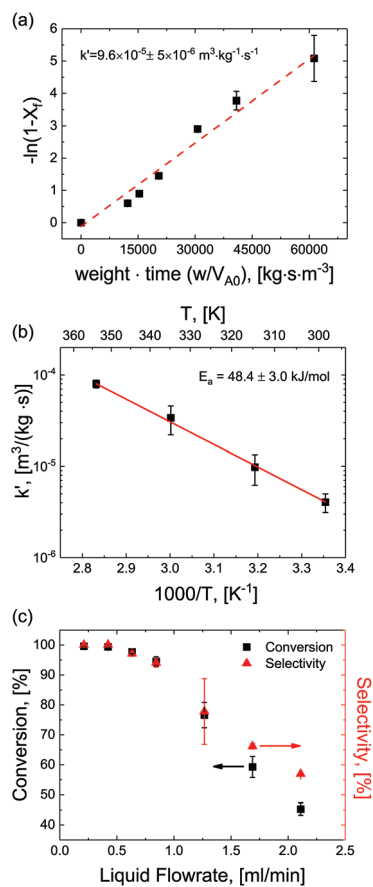 (a)
k'=9.6×10⁻⁵± 5×10⁻⁶ m³·kg⁻¹·s⁻¹
-ln(1-X_f)
6
5
4
3
2
1
0
0 15000 30000 45000 60000
weight · time (w/V_A0), [kg·s·m⁻³]
(b)
T, [K]
360 350 340 330 320 310 300
E_a = 48.4 ± 3.0 kJ/mol
k', [m³/(kg ·s)]
10⁻⁴
10⁻⁵
10⁻⁶
2.8 2.9 3.0 3.1 3.2 3.3 3.4
1000/T, [K⁻¹]
(c)
Conversion
Selectivity
Conversion, [%]
100
90
80
70
60
50
40
Selectivity, [%]
0.0 0.5 1.0 1.5 2.0 2.5
Liquid Flowrate, [ml/min]